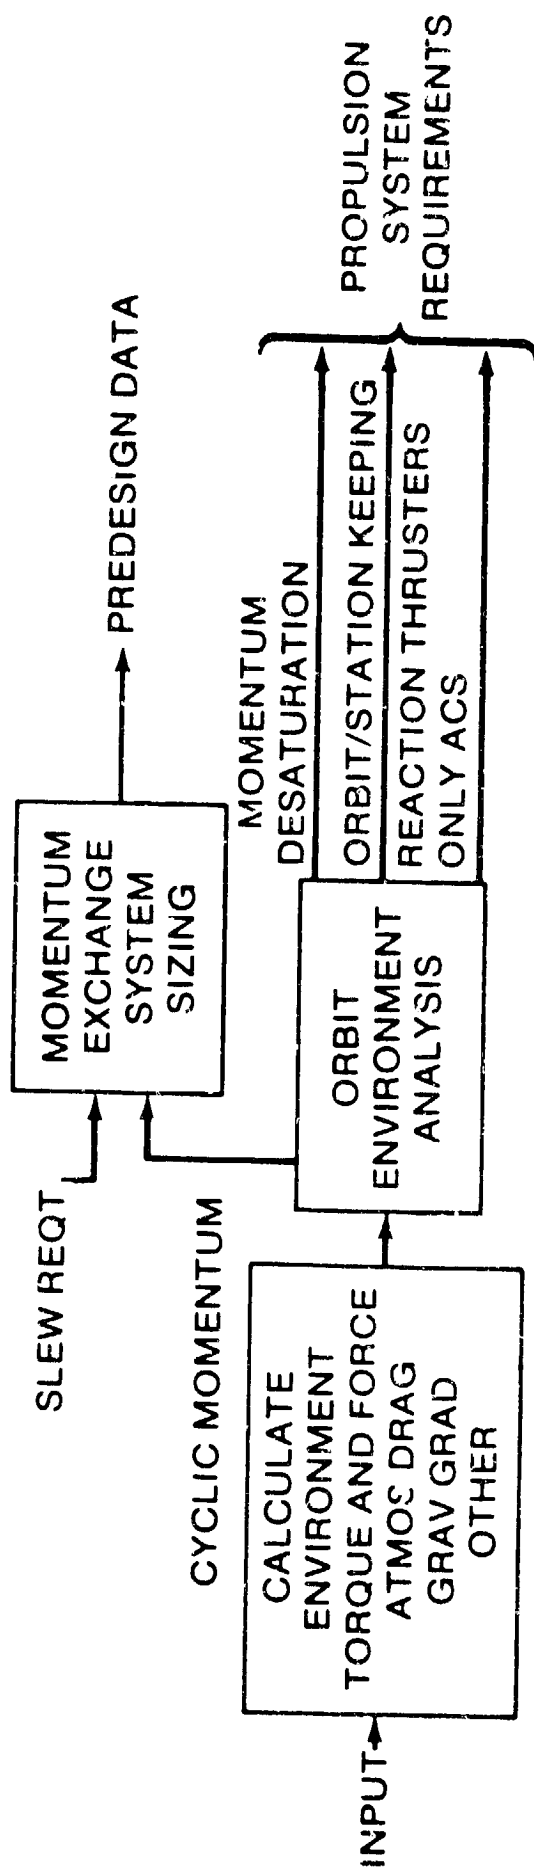 SLEW REQT
MOMENTUM
EXCHANGE
SYSTEM
SIZING
PREDESIGN DATA
CYCLIC MOMENTUM
INPUT
CALCULATE
ENVIRONMENT
TORQUE AND FORCE
ATMOS DRAG
GRAV GRAD
OTHER
ORBIT
ENVIRONMENT
ANALYSIS
MOMENTUM
DESATURATION
ORBIT/STATION KEEPING
REACTION THRUSTERS
ONLY ACS
PROPULSION
SYSTEM
REQUIREMENTS